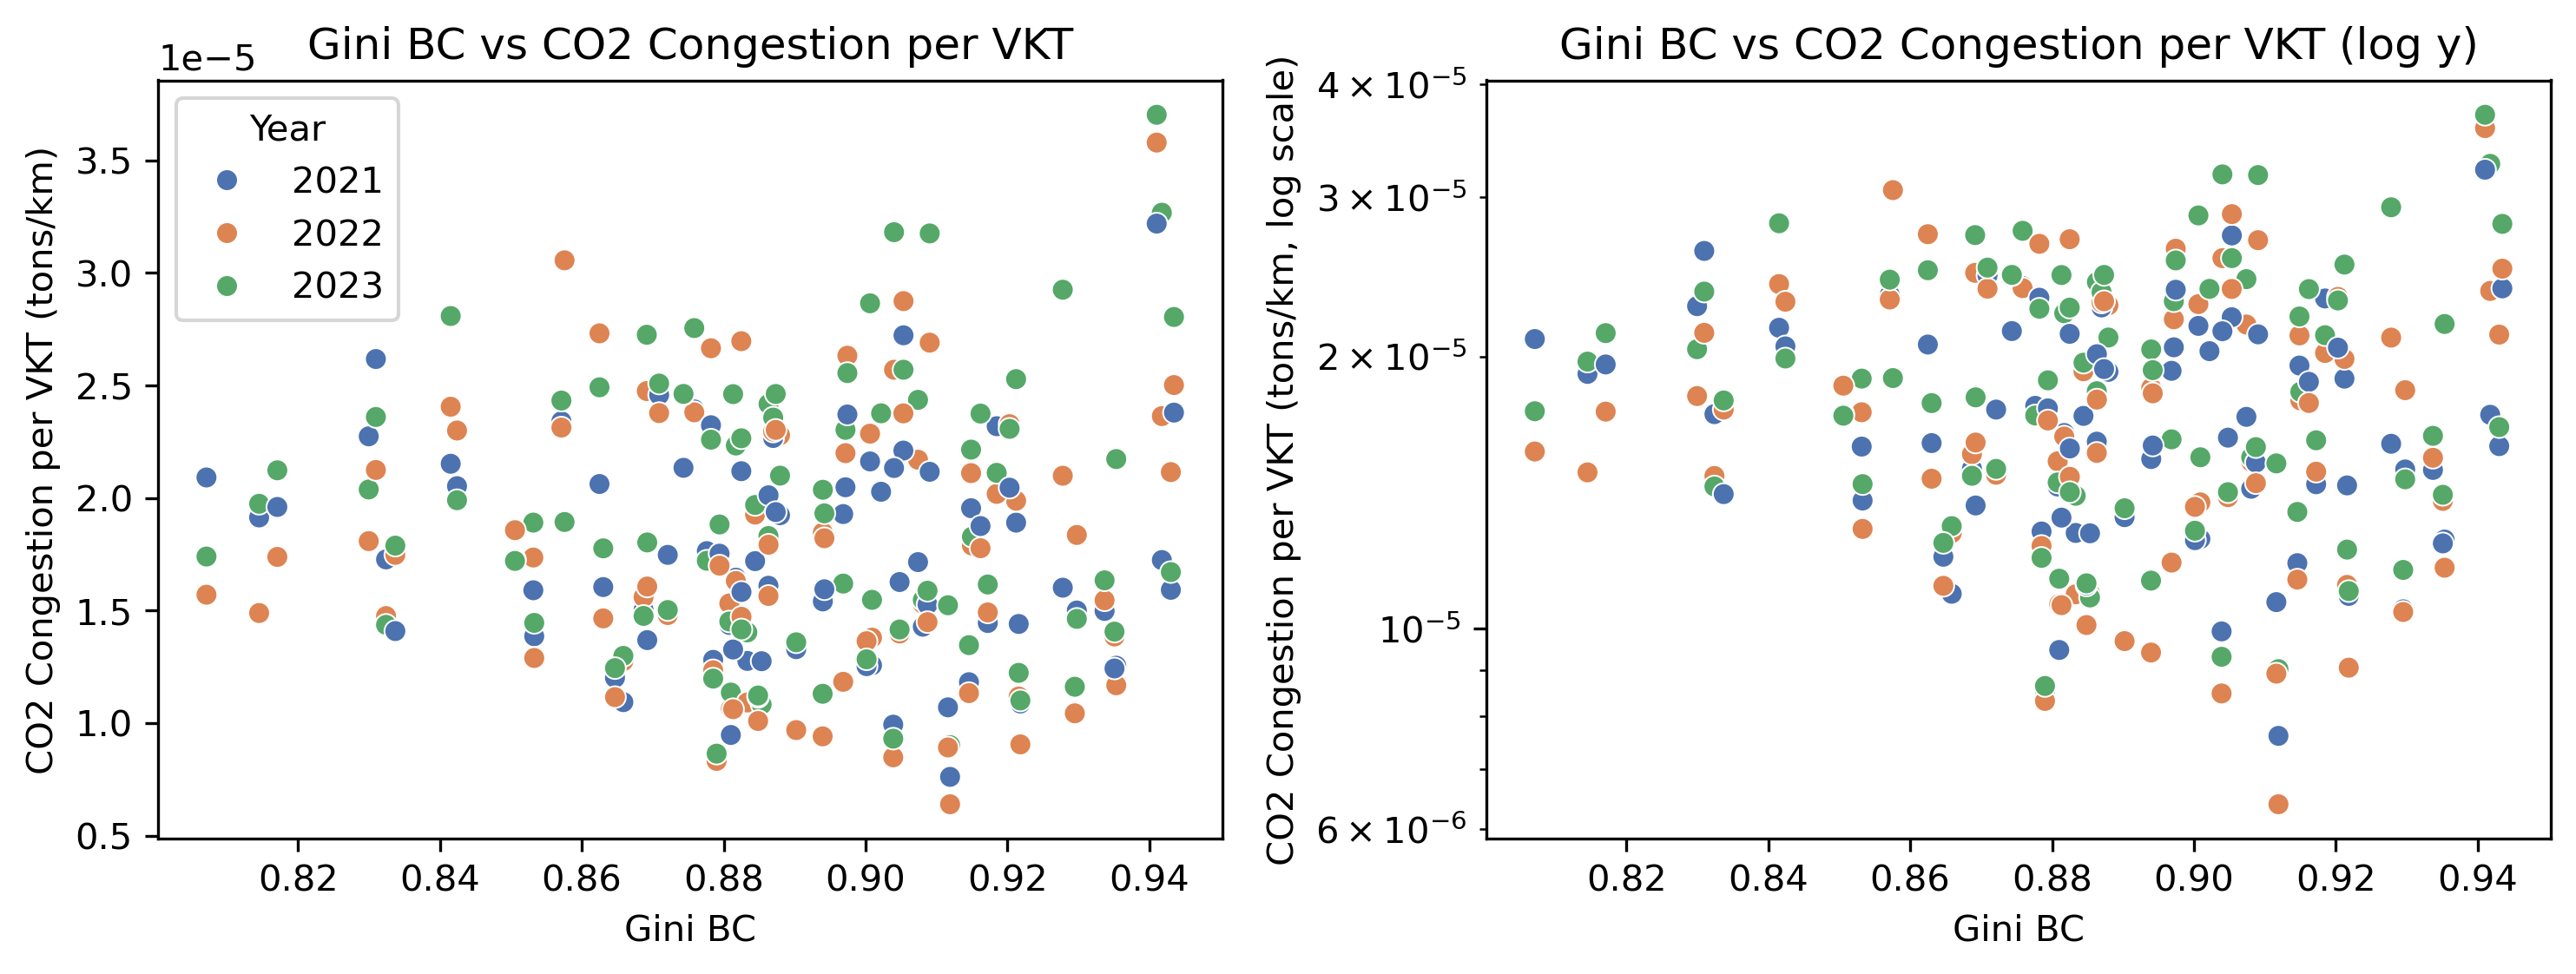 Gini BC vs CO2 Congestion per VKT
1e−5
CO2 Congestion per VKT (tons/km)
3.5
3.0
2.5
2.0
1.5
1.0
0.5
Year
2021
2022
2023
0.82 0.84 0.86 0.88 0.90 0.92 0.94
Gini BC
Gini BC vs CO2 Congestion per VKT (log y)
CO2 Congestion per VKT (tons/km, log scale)
4 × 10⁻⁵
3 × 10⁻⁵
2 × 10⁻⁵
10⁻⁵
6 × 10⁻⁶
0.82 0.84 0.86 0.88 0.90 0.92 0.94
Gini BC